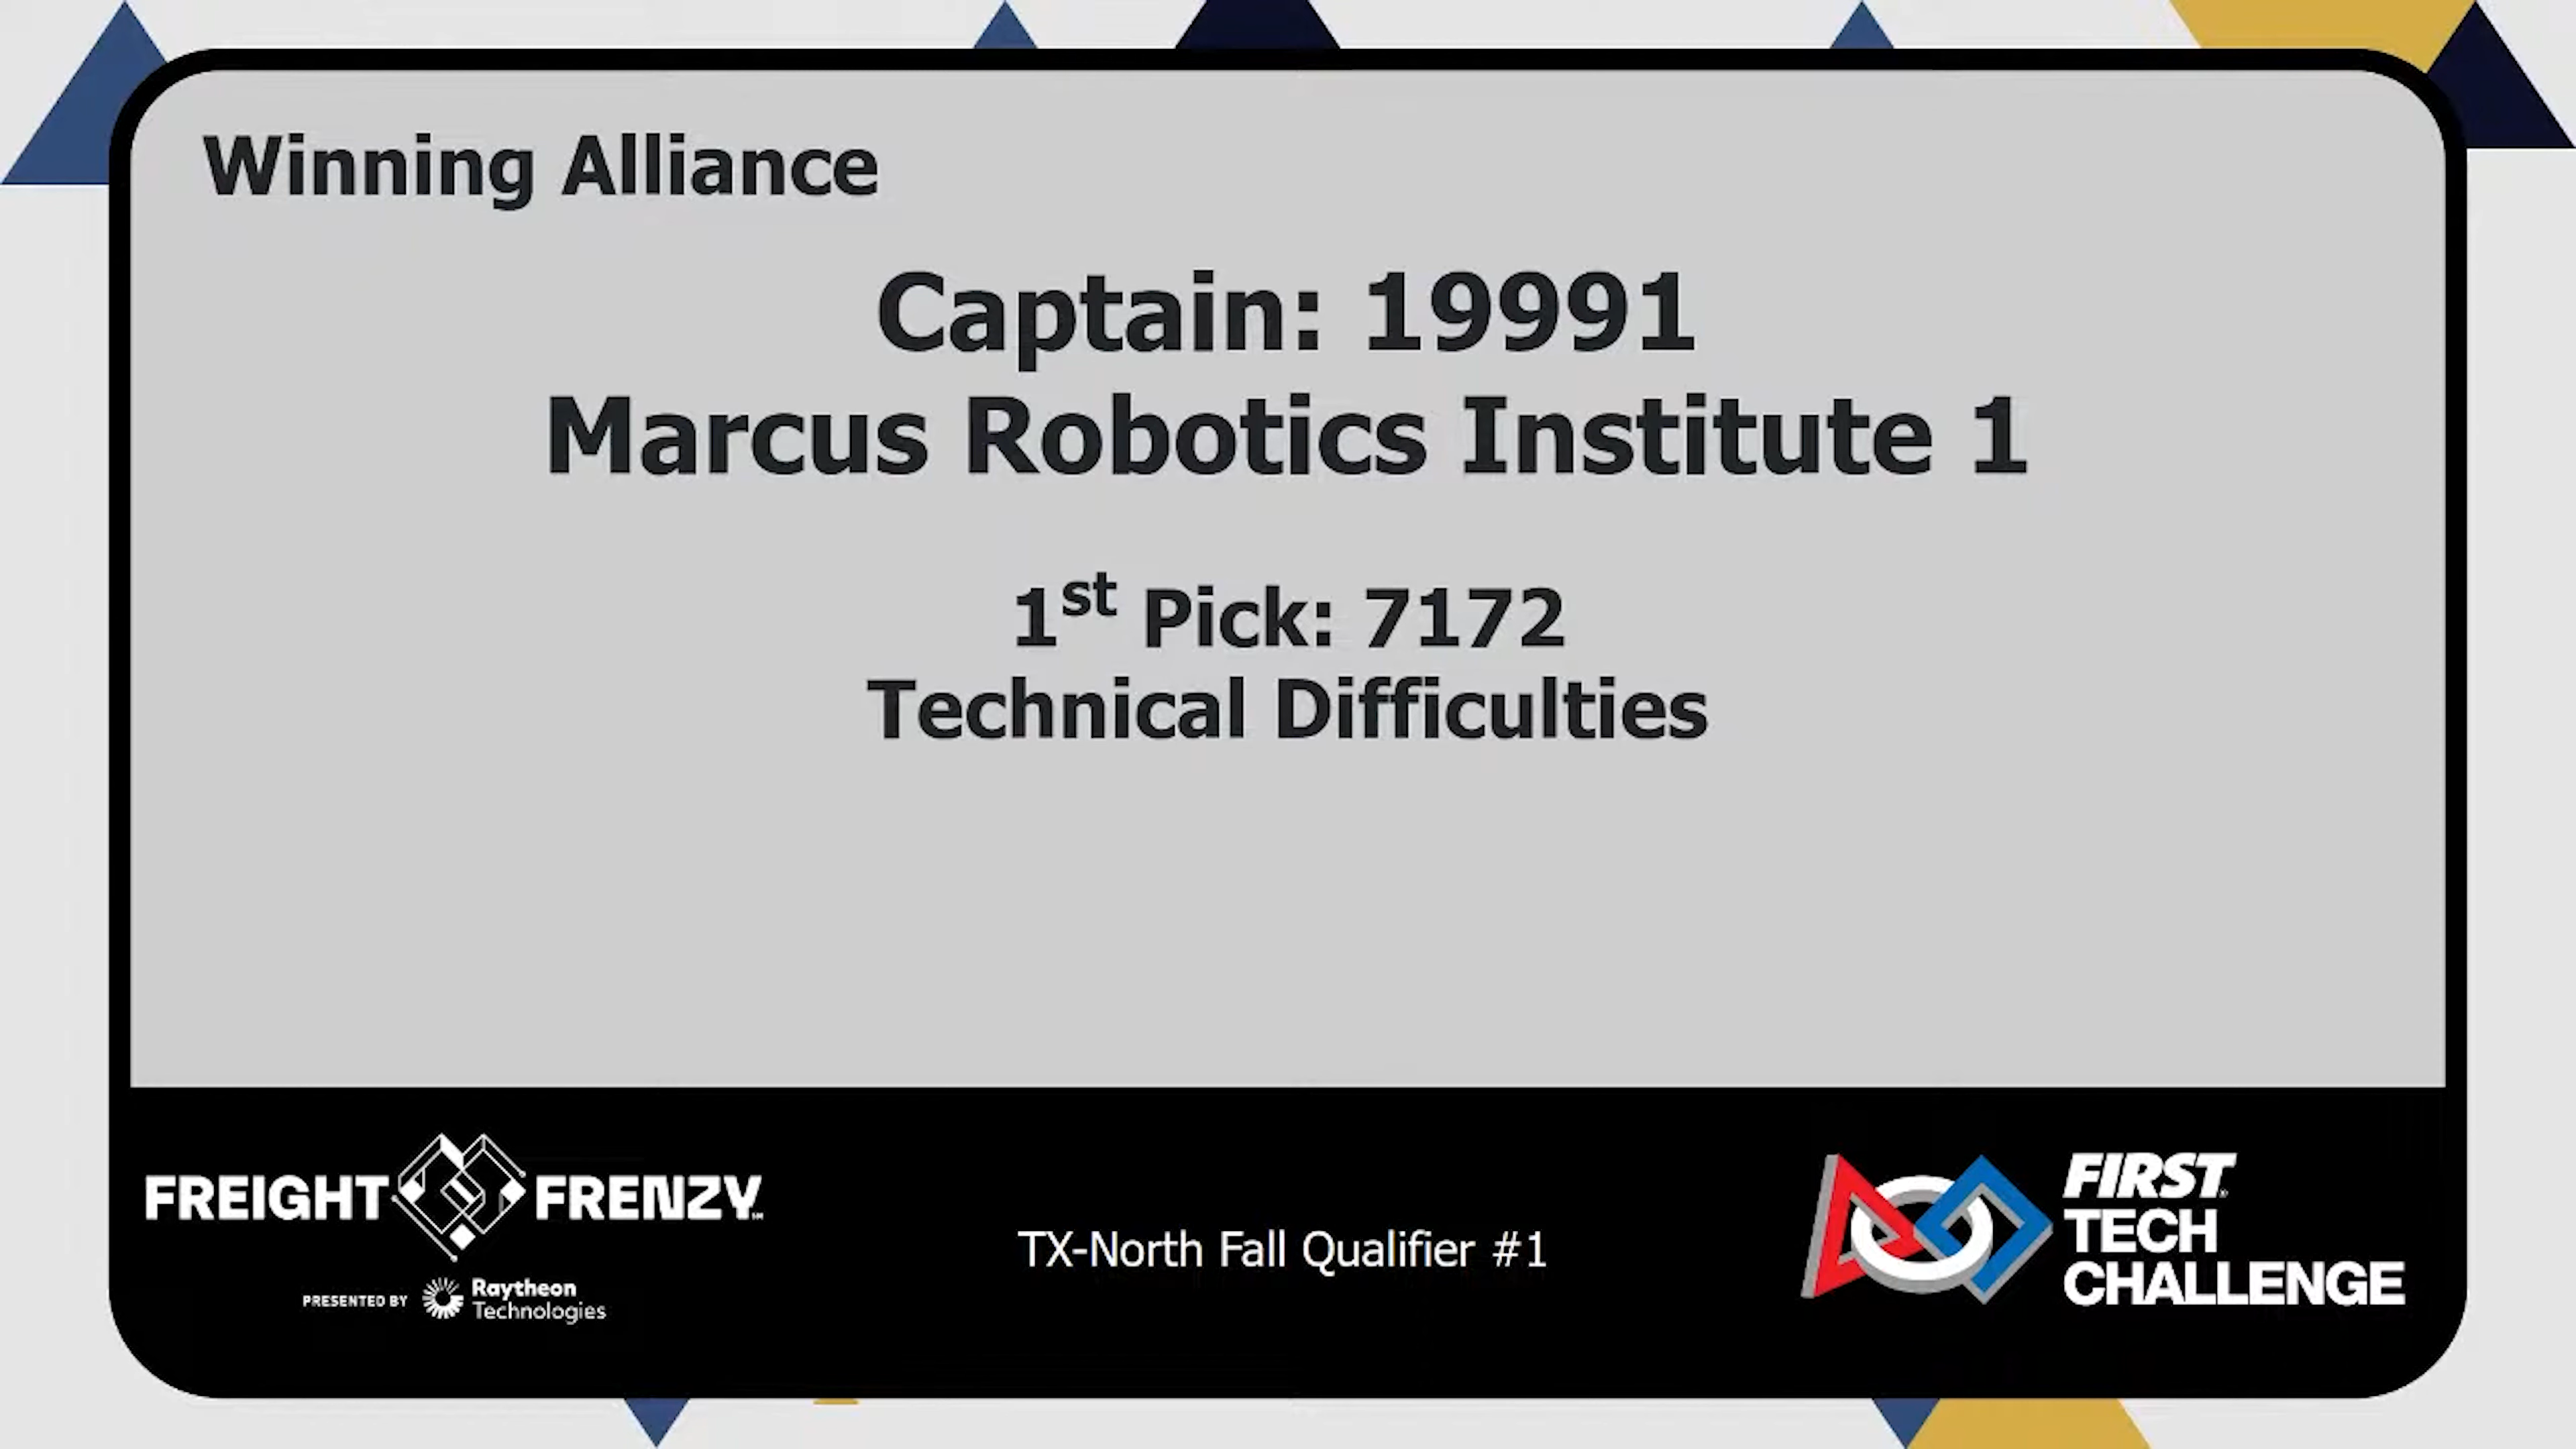 Winning Alliance
Captain: 19991
Marcus Robotics Institute 1
1st Pick: 7172
Technical Difficulties
FREIGHT FRENZY℠
PRESENTED BY Raytheon Technologies
TX-North Fall Qualifier #1
FIRST®
TECH
CHALLENGE